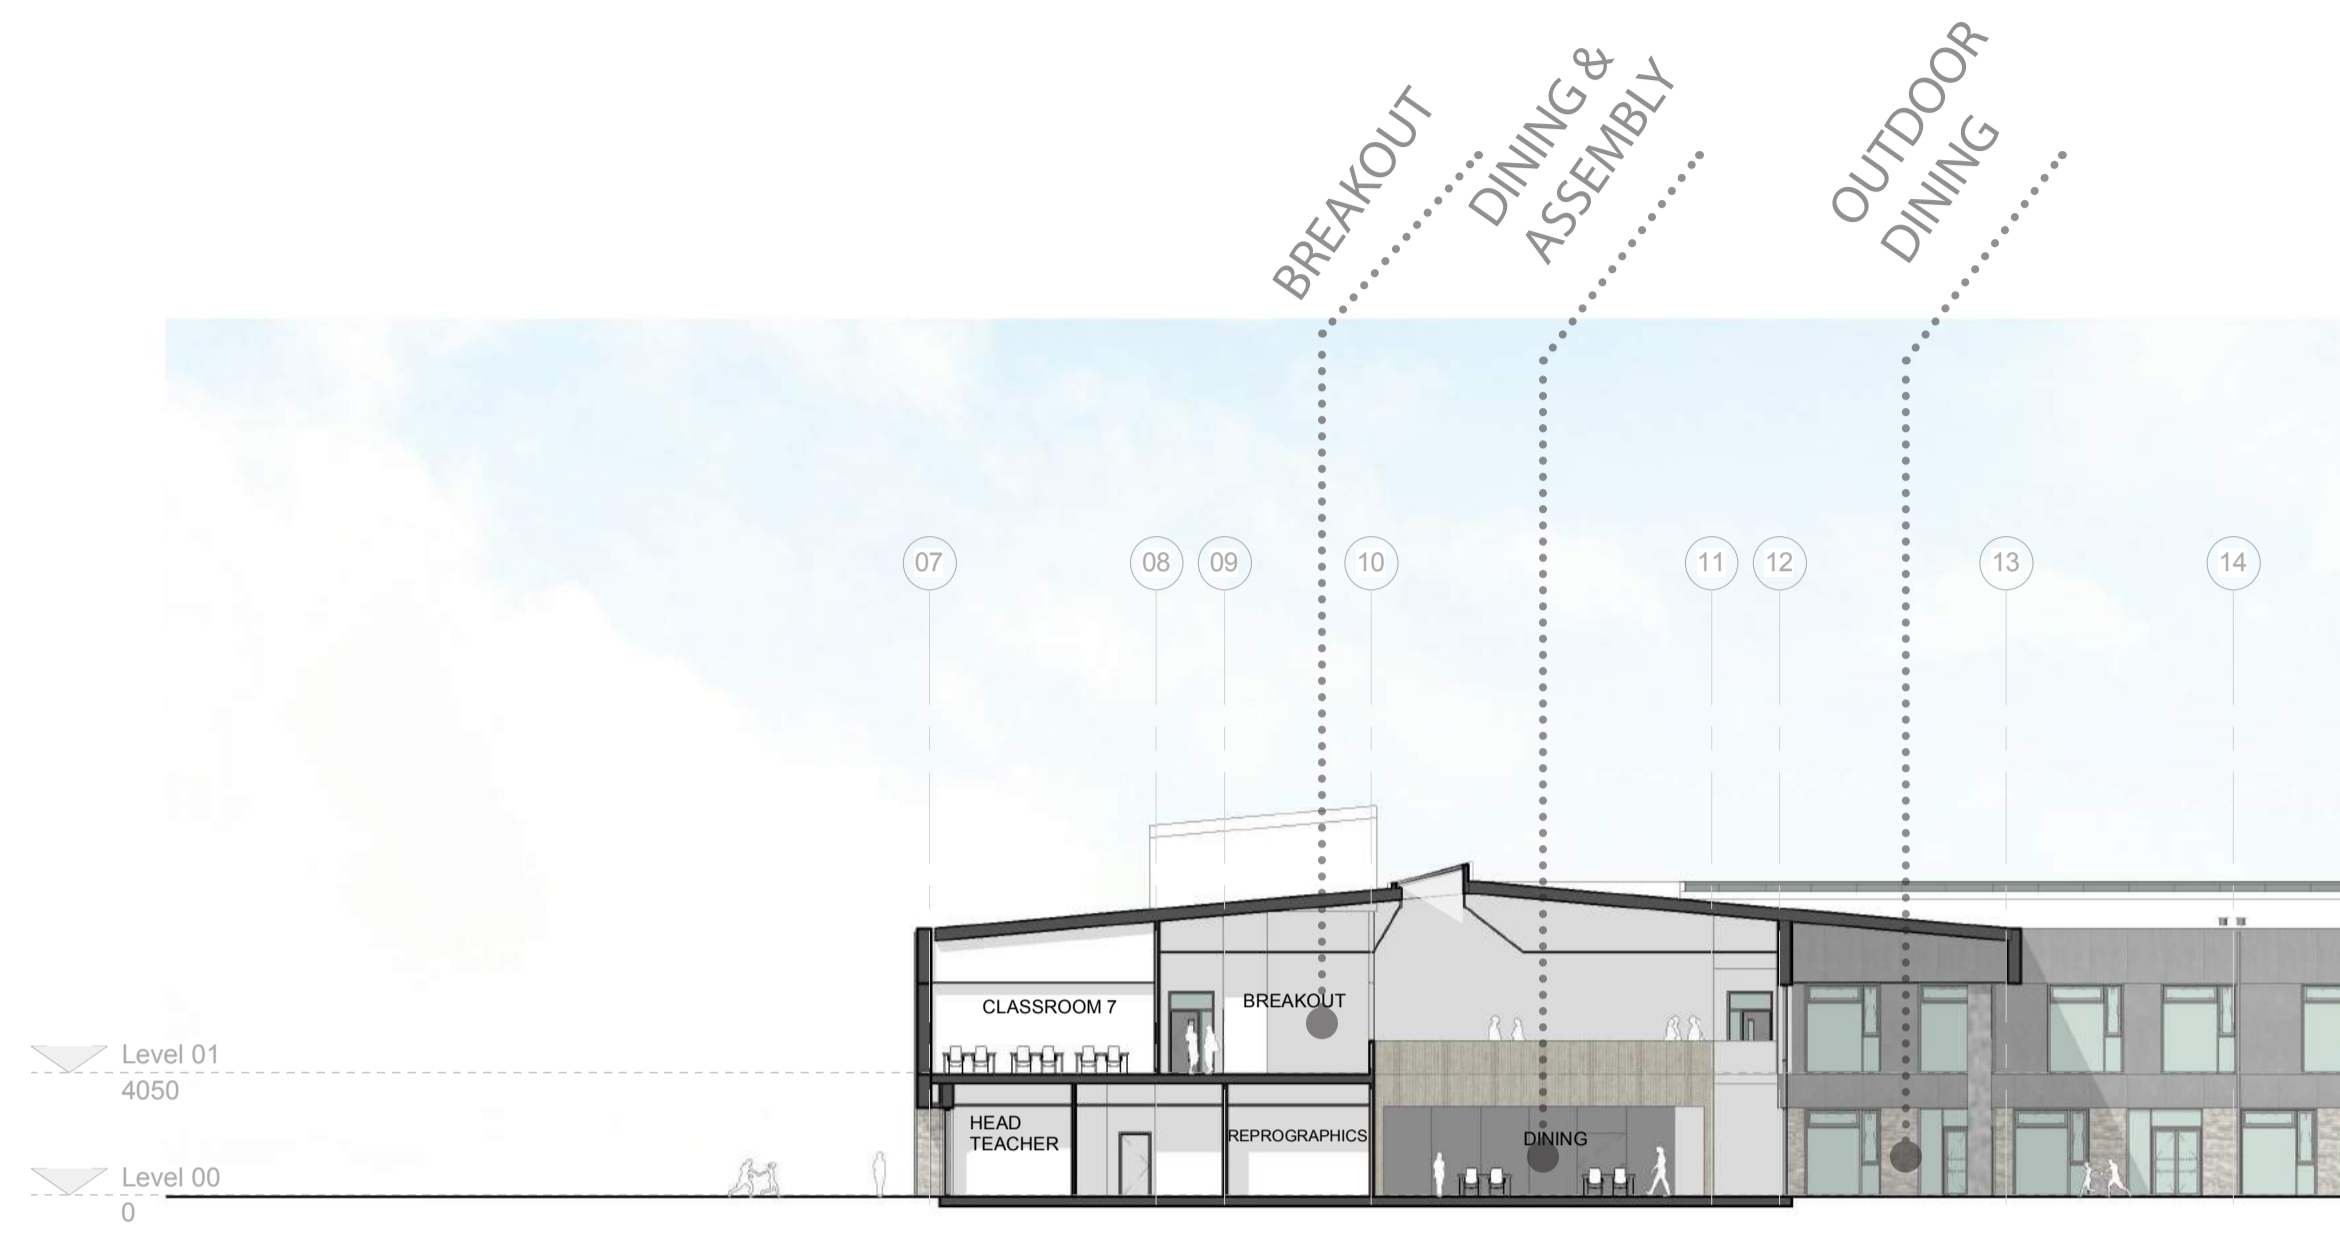 BREAKOUT
DINING &
ASSEMBLY
OUTDOOR
DINING
07
08
09
10
11
12
13
14
CLASSROOM 7
BREAKOUT
Level 01
4050
HEAD
TEACHER
REPROGRAPHICS
DINING
Level 00
0